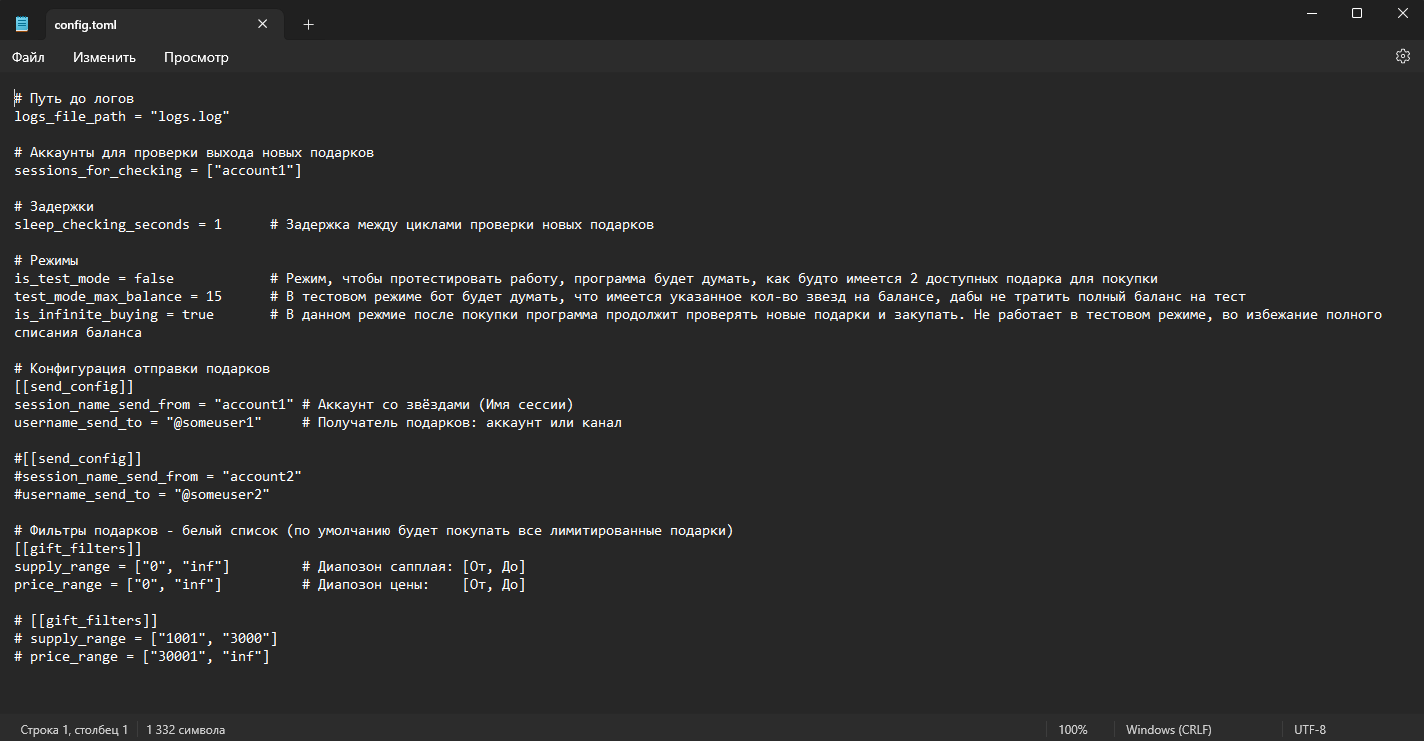 config.toml
Файл Изменить Просмотр
# Путь до логов
logs_file_path = "logs.log"
# Аккаунты для проверки выхода новых подарков
sessions_for_checking = ["account1"]
# Задержки
sleep_checking_seconds = 1 # Задержка между циклами проверки новых подарков
# Режимы
is_test_mode = false # Режим, чтобы протестировать работу, программа будет думать, как будто имеется 2 доступных подарка для покупки
test_mode_max_balance = 15 # В тестовом режиме бот будет думать, что имеется указанное кол-во звезд на балансе, дабы не тратить полный баланс на тест
is_infinite_buying = true # В данном режмие после покупки программа продолжит проверять новые подарки и закупать. Не работает в тестовом режиме, во избежание полного
списания баланса
# Конфигурация отправки подарков
[[send_config]]
session_name_send_from = "account1" # Аккаунт со звёздами (Имя сессии)
username_send_to = "@someuser1" # Получатель подарков: аккаунт или канал
#[[send_config]]
#session_name_send_from = "account2"
#username_send_to = "@someuser2"
# Фильтры подарков - белый список (по умолчанию будет покупать все лимитированные подарки)
[[gift_filters]]
supply_range = ["0", "inf"] # Диапозон сапплая: [От, До]
price_range = ["0", "inf"] # Диапозон цены: [От, До]
# [[gift_filters]]
# supply_range = ["1001", "3000"]
# price_range = ["30001", "inf"]
Строка 1, столбец 1 1 332 символа 100% Windows (CRLF) UTF-8